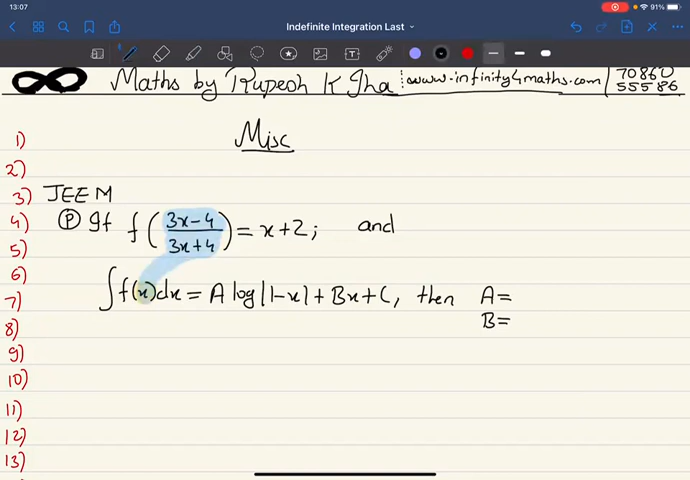 13:07
91%
Indefinite Integration Last
Maths by Rupesh K Jha
www.infinity4maths.com
70860
55586
Misc
1)
2)
3) JEE M
4) Ⓟ If f((3x-4)/(3x+4)) = x+2; and
5)
6)
7) ∫f(x)dx = A log|1-x| + Bx + C, then A=
8) B=
9)
10)
11)
12)
13)